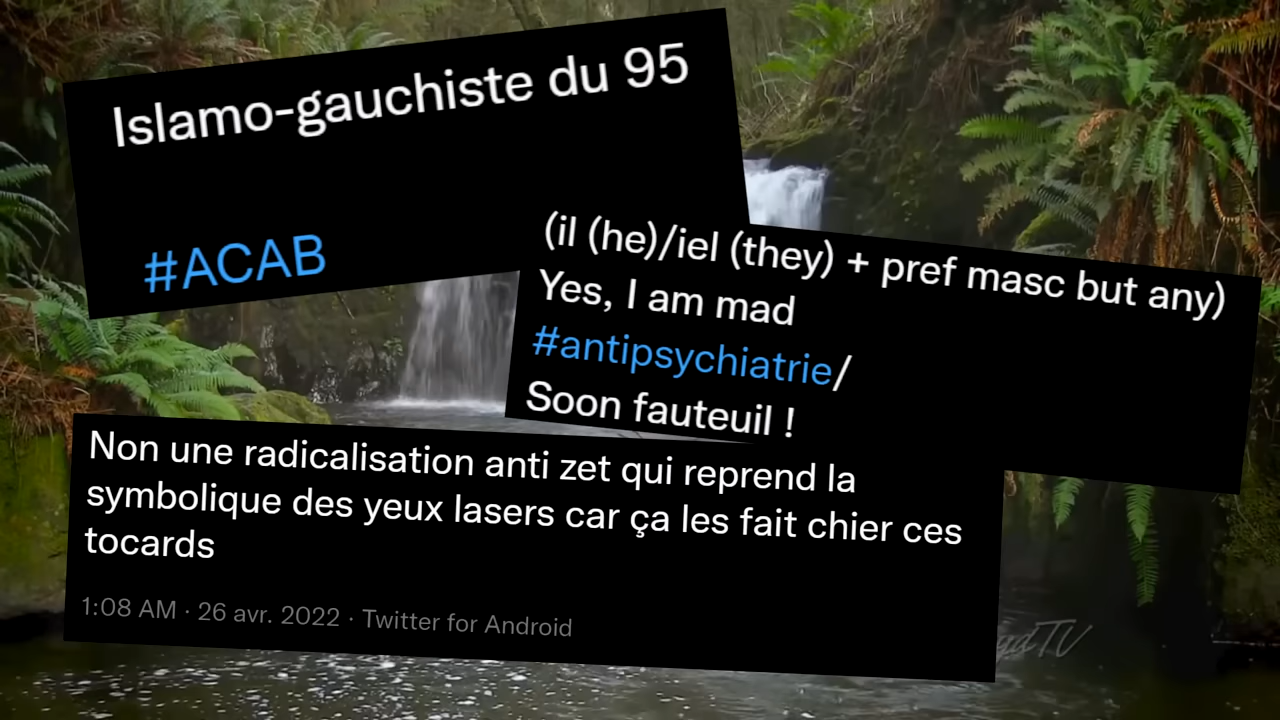 Islamo-gauchiste du 95
#ACAB
(il (he)/iel (they) + pref masc but any)
Yes, I am mad
#antipsychiatrie/
Soon fauteuil !
Non une radicalisation anti zet qui reprend la
symbolique des yeux lasers car ça les fait chier ces
tocards
1:08 AM · 26 avr. 2022 · Twitter for Android